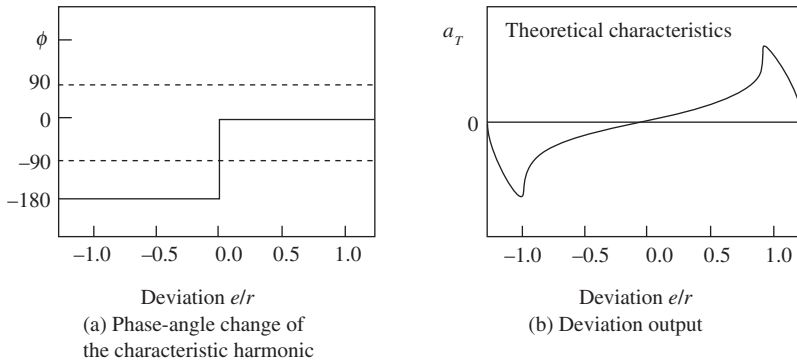 ϕ
90
0
−90
−180
−1.0 −0.5 0.0 0.5 1.0
Deviation e/r
(a) Phase-angle change of
the characteristic harmonic
a_T
Theoretical characteristics
0
−1.0 −0.5 0.0 0.5 1.0
Deviation e/r
(b) Deviation output